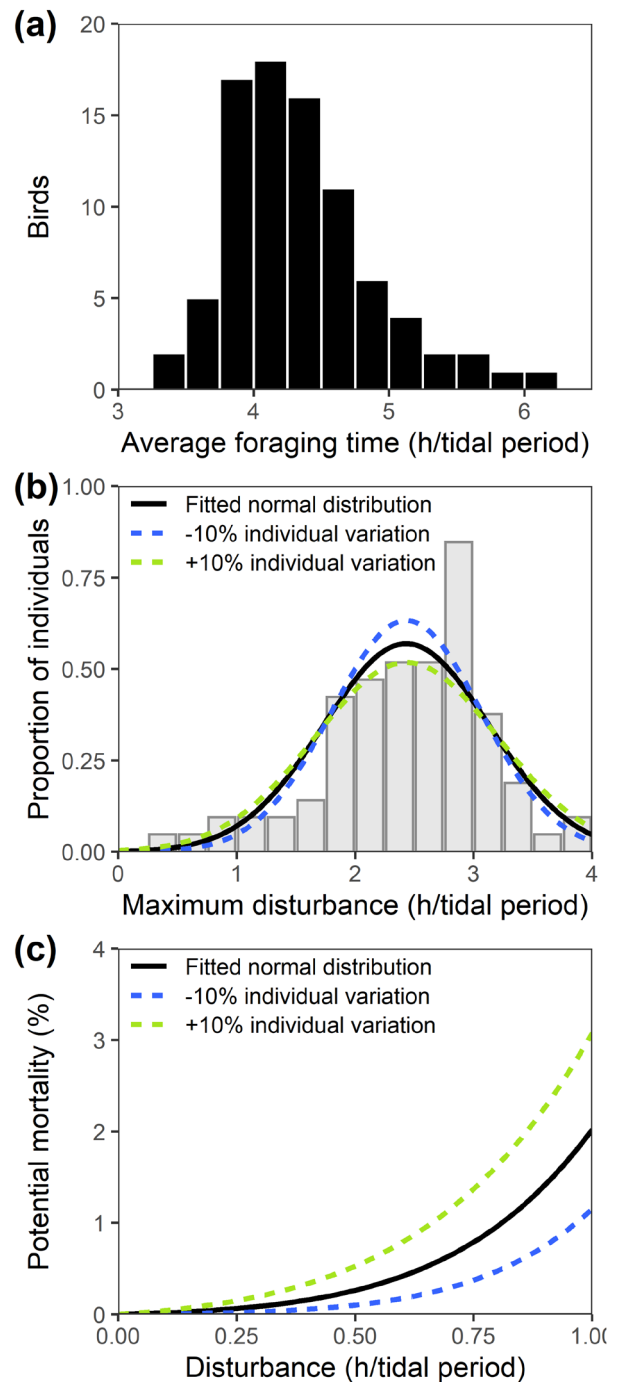 (a)
20
15
10
5
0
Birds
3 4 5 6
Average foraging time (h/tidal period)
(b)
1.00
0.75
0.50
0.25
0.00
Proportion of individuals
Fitted normal distribution
-10% individual variation
+10% individual variation
0 1 2 3 4
Maximum disturbance (h/tidal period)
(c)
4
3
2
1
0
Potential mortality (%)
Fitted normal distribution
-10% individual variation
+10% individual variation
0.00 0.25 0.50 0.75 1.00
Disturbance (h/tidal period)